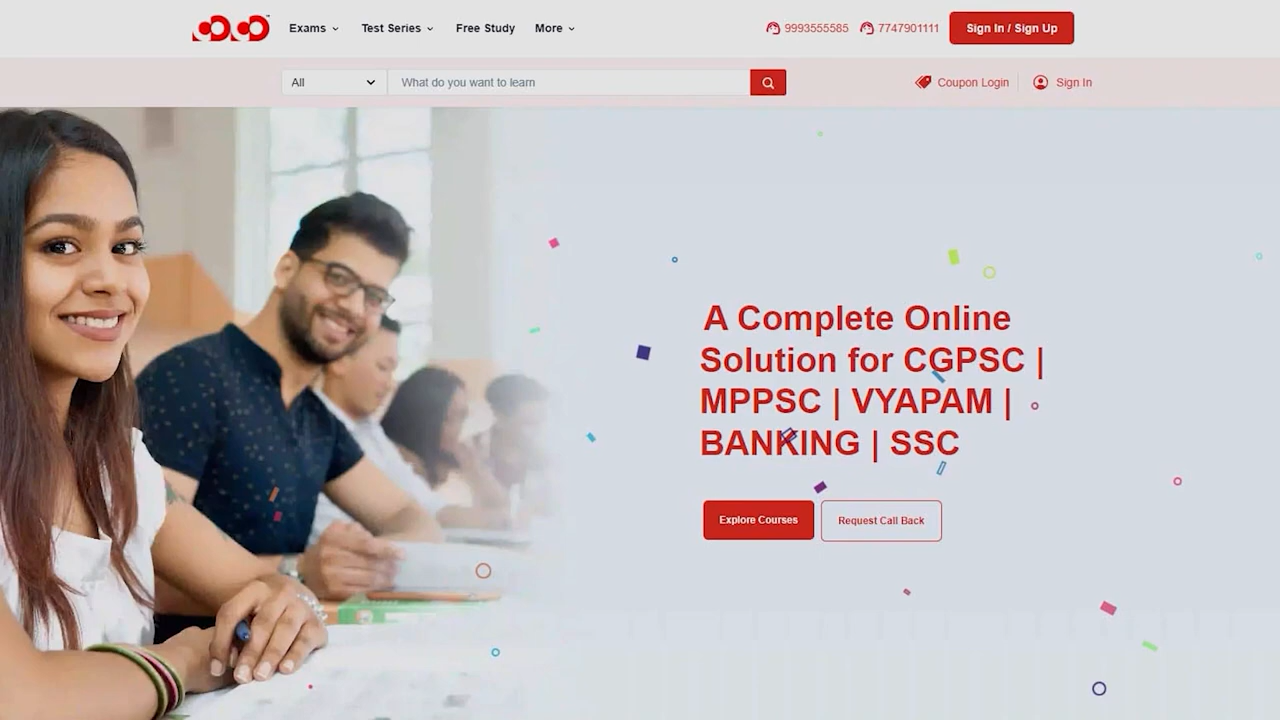 Exams
Test Series
Free Study
More
9993555585
7747901111
Sign In / Sign Up
All
What do you want to learn
Coupon Login
Sign In
A Complete Online
Solution for CGPSC |
MPPSC | VYAPAM |
BANKING | SSC
Explore Courses
Request Call Back